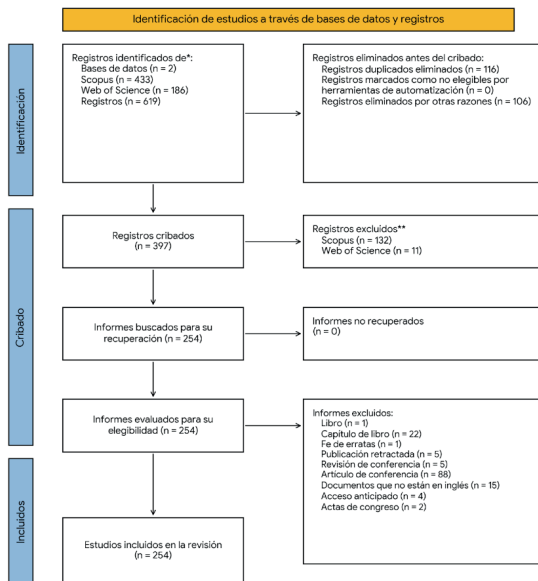 Identificación de estudios a través de bases de datos y registros
Identificación
Registros identificados de*:
Bases de datos (n = 2)
Scopus (n = 433)
Web of Science (n = 186)
Registros (n = 619)
Registros eliminados antes del cribado:
Registros duplicados eliminados (n = 116)
Registros marcados como no elegibles por
herramientas de automatización (n = 0)
Registros eliminados por otras razones (n = 106)
Cribado
Registros cribados
(n = 397)
Registros excluidos**
Scopus (n = 132)
Web of Science (n = 11)
Informes buscados para su
recuperación (n = 254)
Informes no recuperados
(n = 0)
Informes evaluados para su
elegibilidad (n = 254)
Informes excluidos:
Libro (n = 1)
Capítulo de libro (n = 22)
Fe de erratas (n = 1)
Publicación retractada (n = 5)
Revisión de conferencia (n = 5)
Artículo de conferencia (n = 88)
Documentos que no están en inglés (n = 15)
Acceso anticipado (n = 4)
Actas de congreso (n = 2)
Incluidos
Estudios incluidos en la revisión
(n = 254)